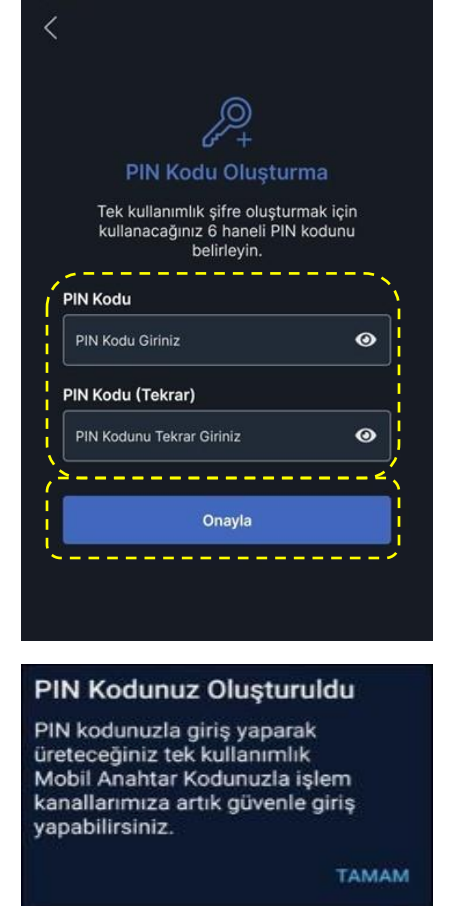 PIN Kodu Oluşturma
Tek kullanımlık şifre oluşturmak için
kullanacağınız 6 haneli PIN kodunu
belirleyin.
PIN Kodu
PIN Kodu Giriniz
PIN Kodu (Tekrar)
PIN Kodunu Tekrar Giriniz
Onayla
PIN Kodunuz Oluşturuldu
PIN kodunuzla giriş yaparak
üreteceğiniz tek kullanımlık
Mobil Anahtar Kodunuzla işlem
kanallarımıza artık güvenle giriş
yapabilirsiniz.
TAMAM